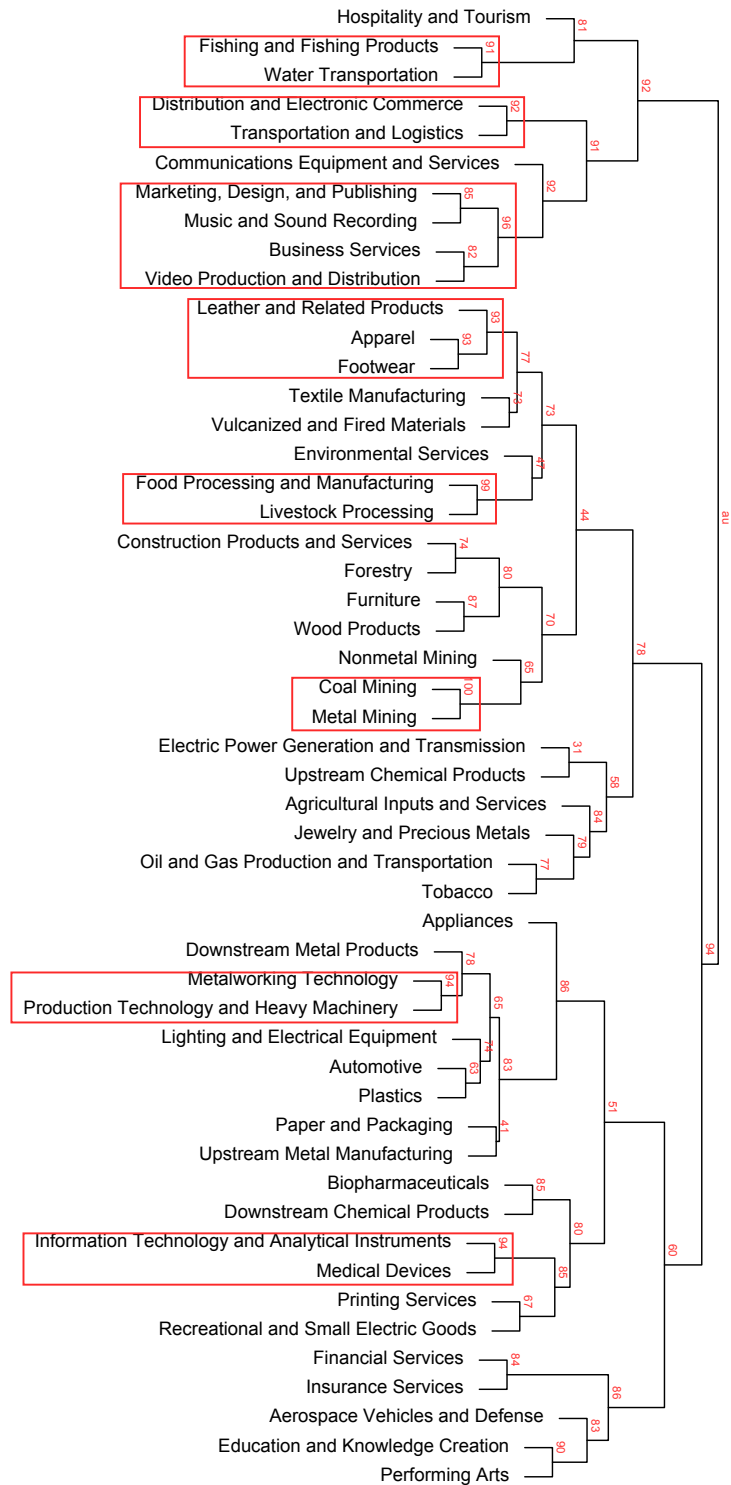 Hospitality and Tourism
81
Fishing and Fishing Products
91
Water Transportation
92
Distribution and Electronic Commerce
92
Transportation and Logistics
91
Communications Equipment and Services
92
Marketing, Design, and Publishing
85
Music and Sound Recording
96
Business Services
82
Video Production and Distribution
Leather and Related Products
93
Apparel
93
77
Footwear
Textile Manufacturing
73
73
Vulcanized and Fired Materials
Environmental Services
47
Food Processing and Manufacturing
99
Livestock Processing
44
au
Construction Products and Services
74
Forestry
80
Furniture
87
Wood Products
70
78
Nonmetal Mining
65
Coal Mining
100
Metal Mining
Electric Power Generation and Transmission
31
Upstream Chemical Products
58
Agricultural Inputs and Services
84
Jewelry and Precious Metals
79
Oil and Gas Production and Transportation
77
Tobacco
Appliances
94
Downstream Metal Products
78
Metalworking Technology
94
86
Production Technology and Heavy Machinery
65
Lighting and Electrical Equipment
74
Automotive
63
83
Plastics
51
Paper and Packaging
41
Upstream Metal Manufacturing
Biopharmaceuticals
85
Downstream Chemical Products
80
60
Information Technology and Analytical Instruments
94
Medical Devices
85
Printing Services
67
Recreational and Small Electric Goods
Financial Services
84
Insurance Services
86
Aerospace Vehicles and Defense
83
Education and Knowledge Creation
90
Performing Arts